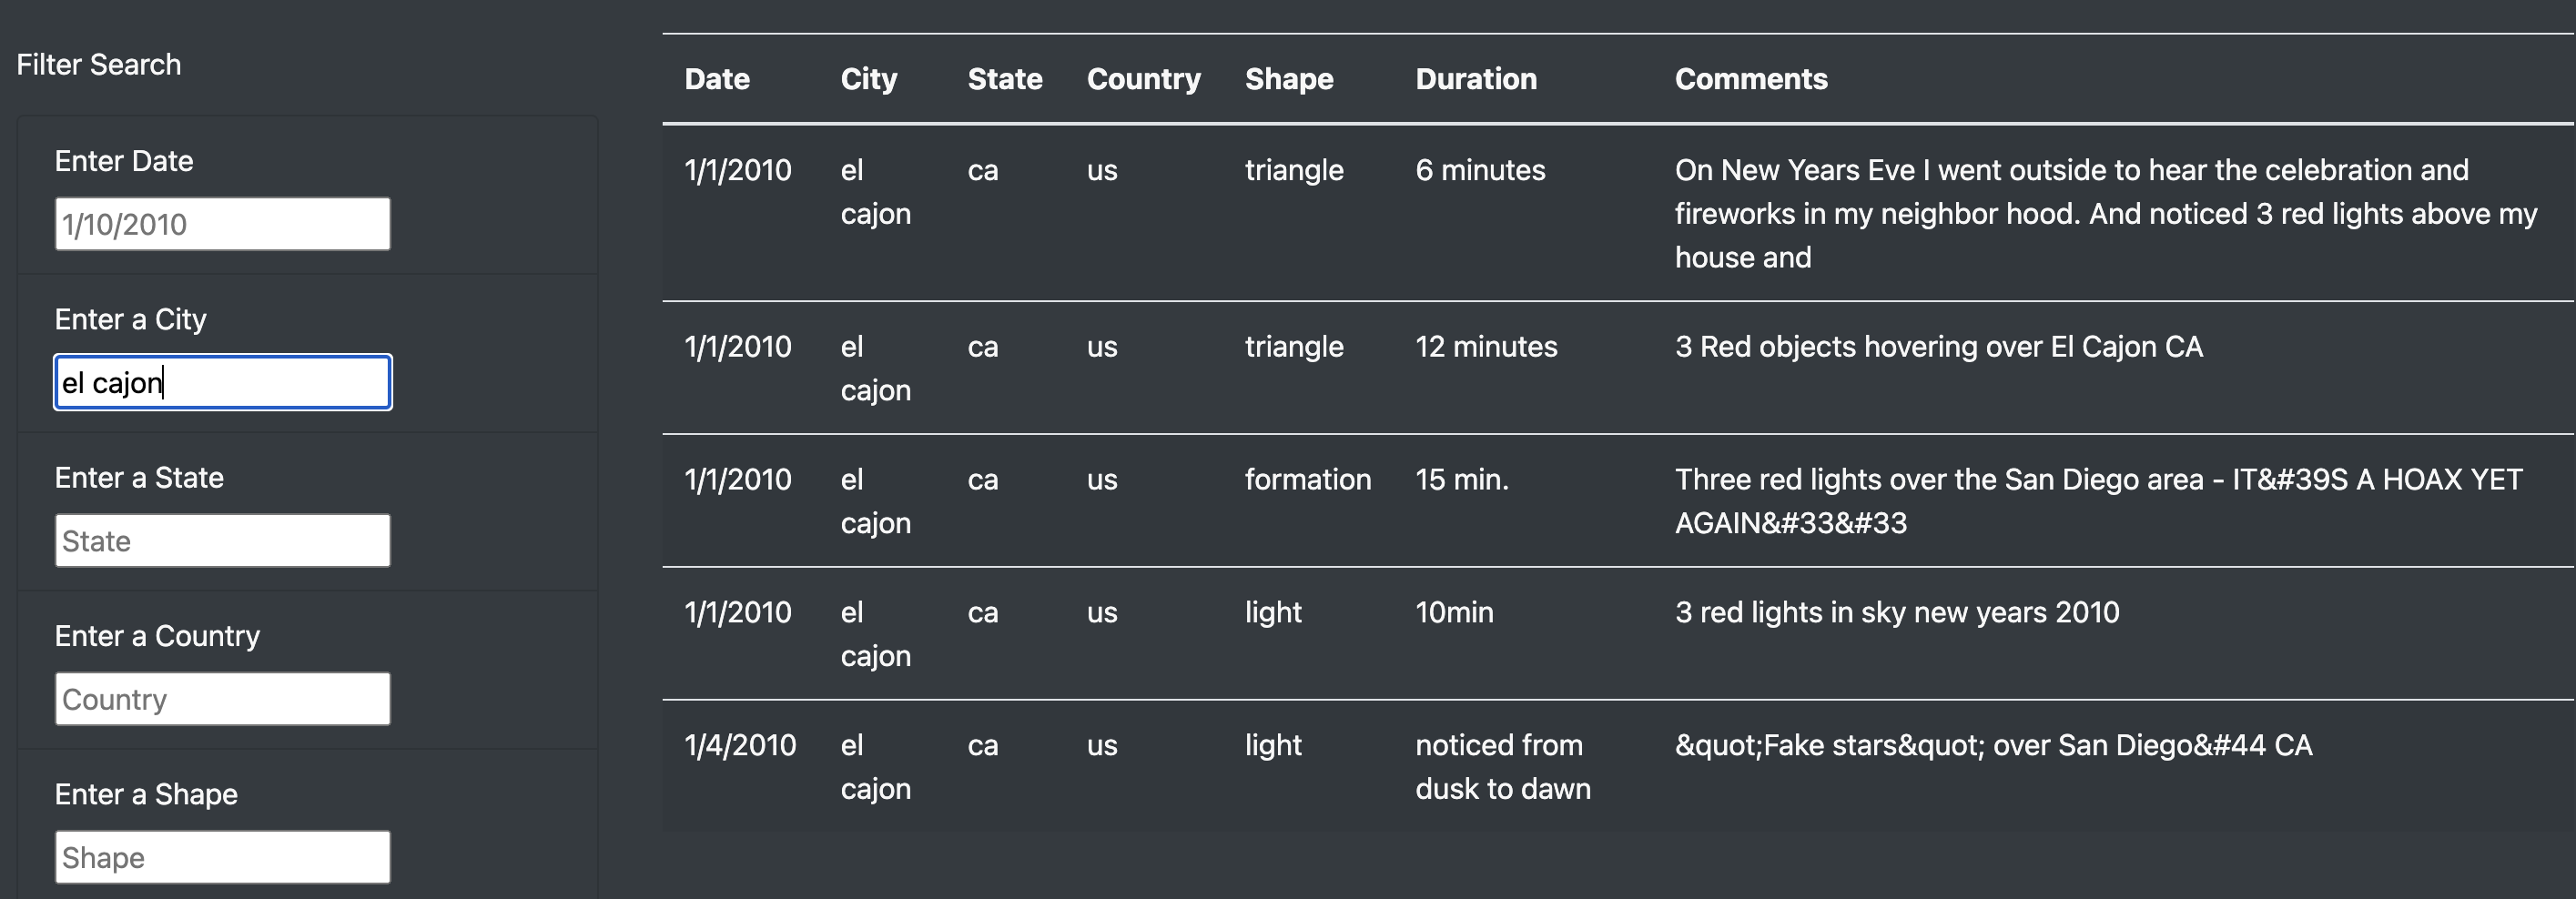 Filter Search
Enter Date
1/10/2010
Enter a City
el cajon
Enter a State
State
Enter a Country
Country
Enter a Shape
Shape
Date City State Country Shape Duration Comments
1/1/2010 el ca us triangle 6 minutes On New Years Eve I went outside to hear the celebration and
cajon fireworks in my neighbor hood. And noticed 3 red lights above my
house and
1/1/2010 el ca us triangle 12 minutes 3 Red objects hovering over El Cajon CA
cajon
1/1/2010 el ca us formation 15 min. Three red lights over the San Diego area - IT&#39S A HOAX YET
cajon AGAIN&#33&#33
1/1/2010 el ca us light 10min 3 red lights in sky new years 2010
cajon
1/4/2010 el ca us light noticed from &quot;Fake stars&quot; over San Diego&#44 CA
cajon dusk to dawn